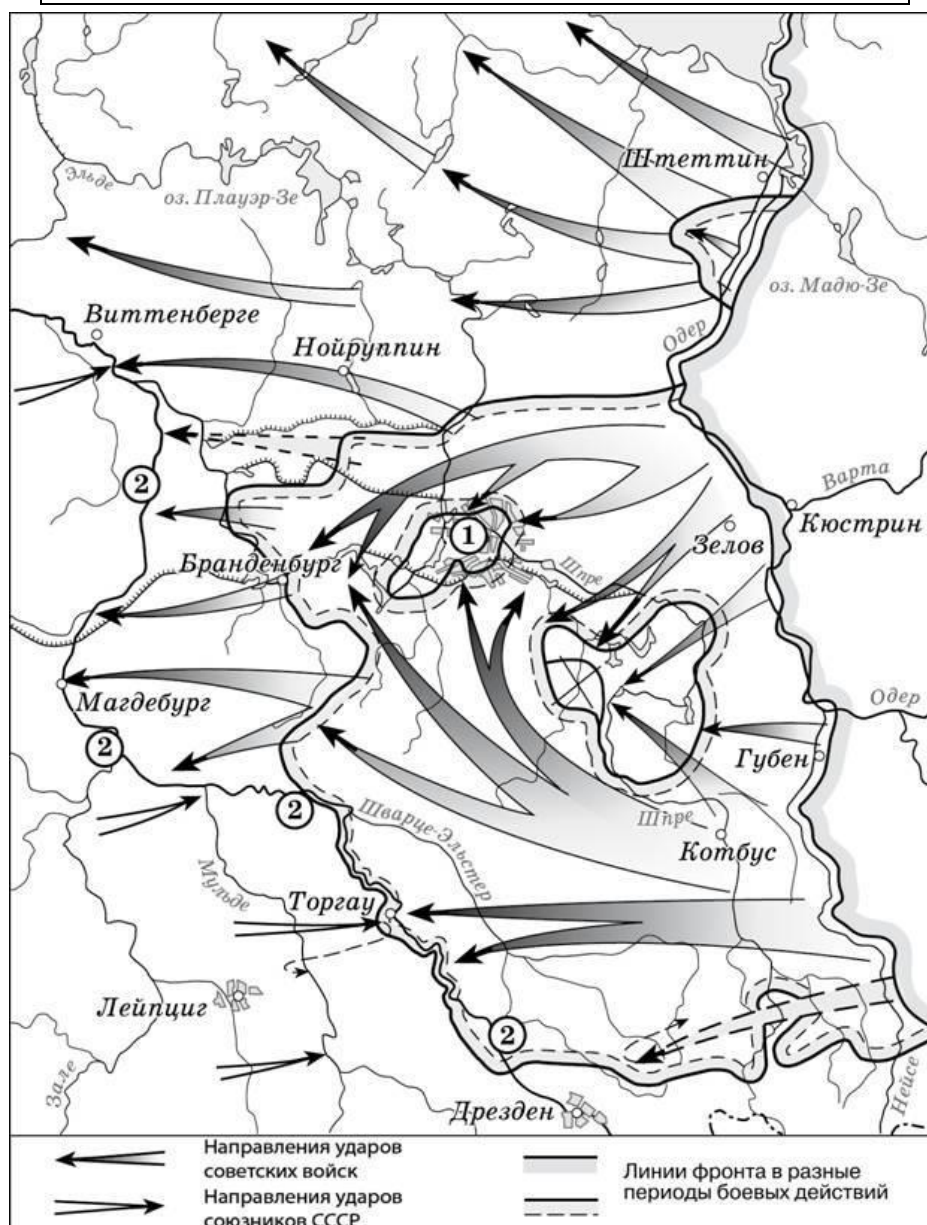 Штеттин
Эльде
оз. Плауэр-Зе
оз. Мадю-Зе
Виттенберге
Одер
Нойруппин
2
Варта
Кюстрин
1
Зелов
Бранденбург
Шпре
Магдебург
Одер
2
Губен
2
Шпре
Шварце-Эльстер
Котбус
Мульде
Торгау
Лейпциг
2
Зале
Нейсе
Дрезден
Направления ударов
советских войск
Направления ударов
союзников СССР
Линии фронта в разные
периоды боевых действий